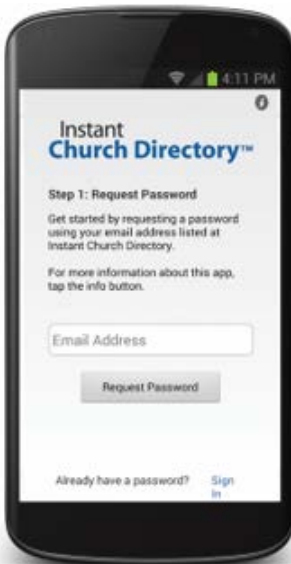 4:11 PM
Instant
Church Directory™
Step 1: Request Password
Get started by requesting a password
using your email address listed at
Instant Church Directory.
For more information about this app,
tap the info button.
Email Address
Request Password
Already have a password? Sign
In